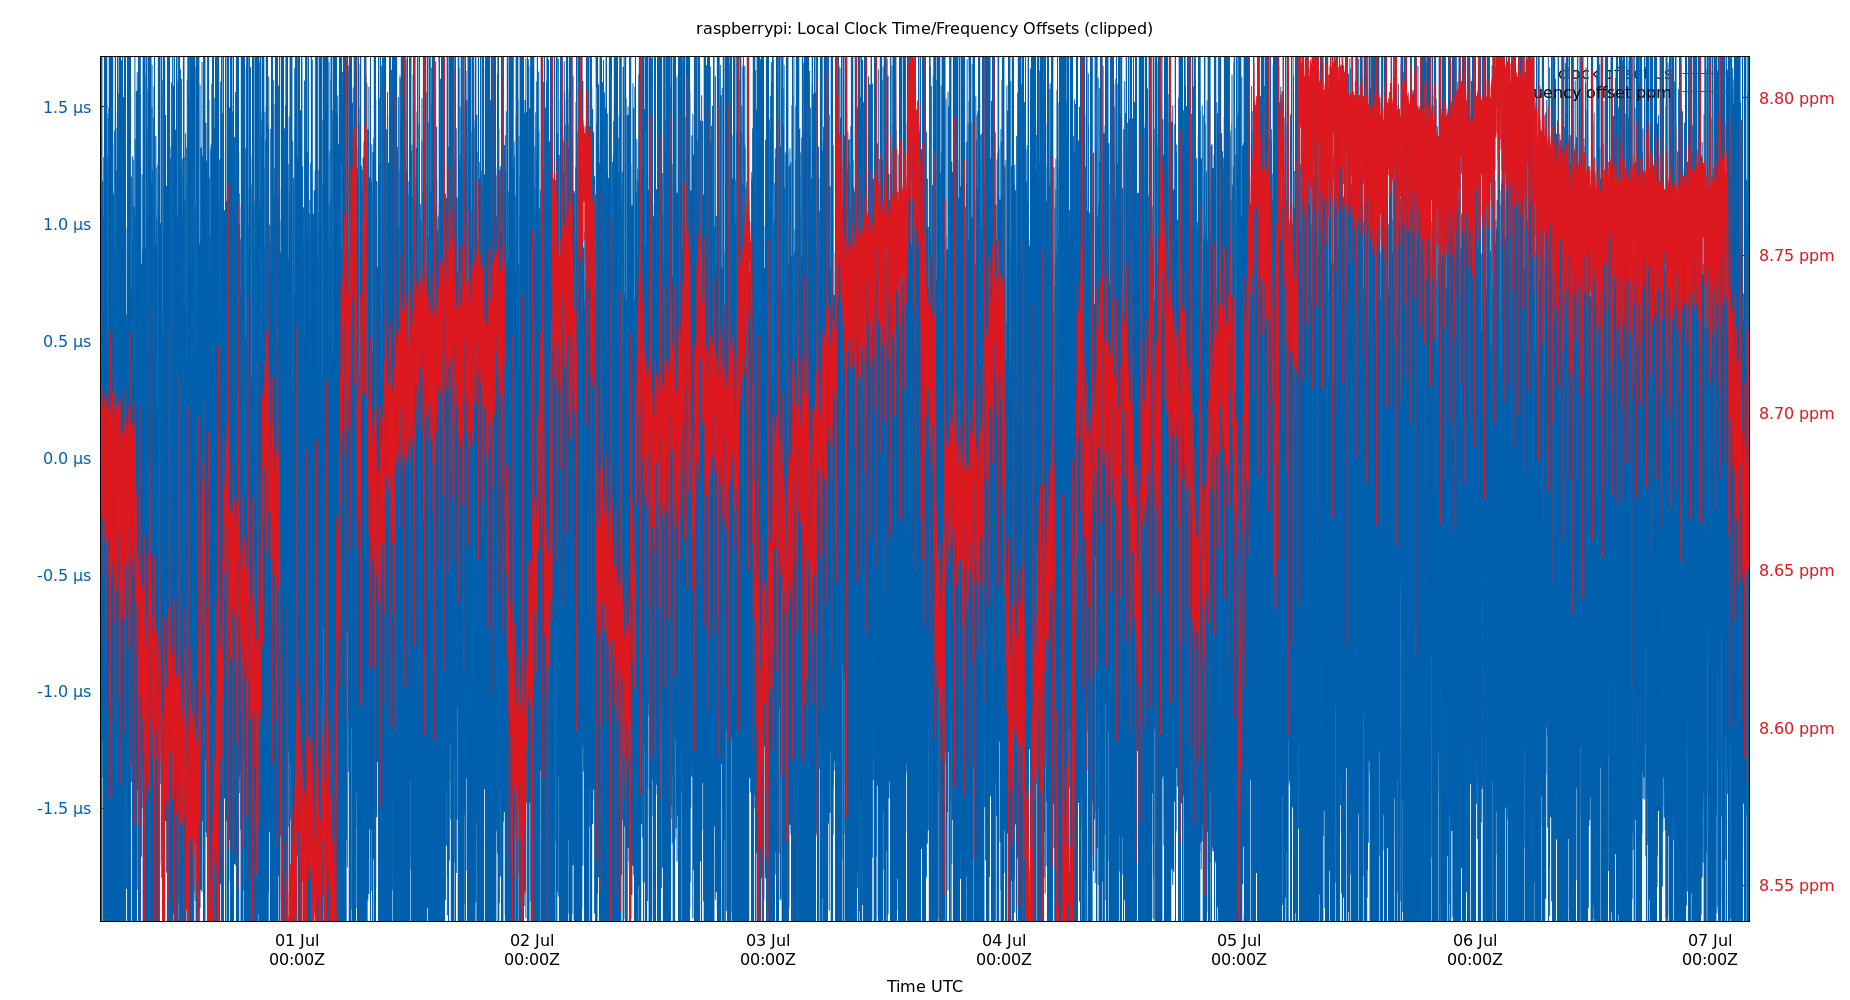 raspberrypi: Local Clock Time/Frequency Offsets (clipped)
clock offset µs
uency offset ppm
1.5 µs
1.0 µs
0.5 µs
0.0 µs
-0.5 µs
-1.0 µs
-1.5 µs
8.80 ppm
8.75 ppm
8.70 ppm
8.65 ppm
8.60 ppm
8.55 ppm
01 Jul
00:00Z
02 Jul
00:00Z
03 Jul
00:00Z
04 Jul
00:00Z
05 Jul
00:00Z
06 Jul
00:00Z
07 Jul
00:00Z
Time UTC